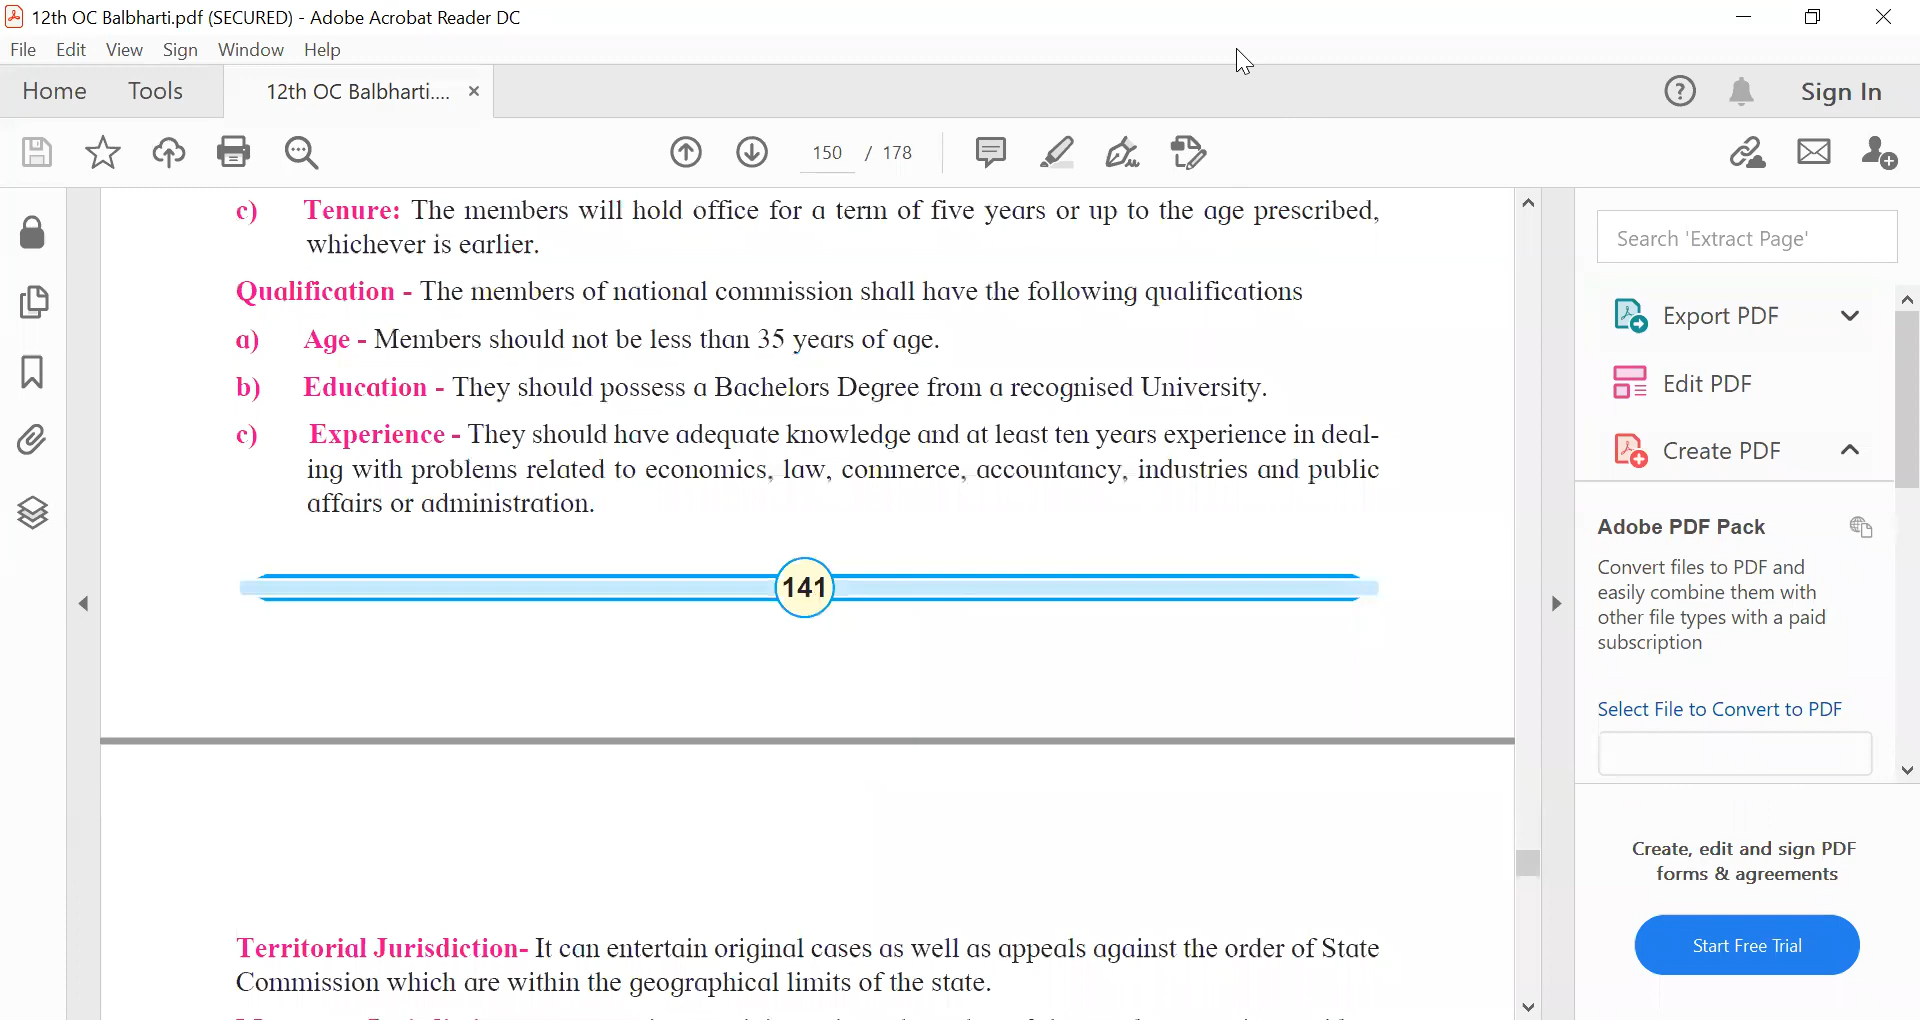 12th OC Balbharti.pdf (SECURED) - Adobe Acrobat Reader DC
File Edit View Sign Window Help
Home Tools 12th OC Balbharti.... × Sign In
150 / 178
c) Tenure: The members will hold office for a term of five years or up to the age prescribed,
whichever is earlier.
Qualification - The members of national commission shall have the following qualifications
a) Age - Members should not be less than 35 years of age.
b) Education - They should possess a Bachelors Degree from a recognised University.
c) Experience - They should have adequate knowledge and at least ten years experience in deal-
ing with problems related to economics, law, commerce, accountancy, industries and public
affairs or administration.
141
Territorial Jurisdiction- It can entertain original cases as well as appeals against the order of State
Commission which are within the geographical limits of the state.
Search 'Extract Page'
Export PDF
Edit PDF
Create PDF
Adobe PDF Pack
Convert files to PDF and
easily combine them with
other file types with a paid
subscription
Select File to Convert to PDF
Create, edit and sign PDF
forms & agreements
Start Free Trial